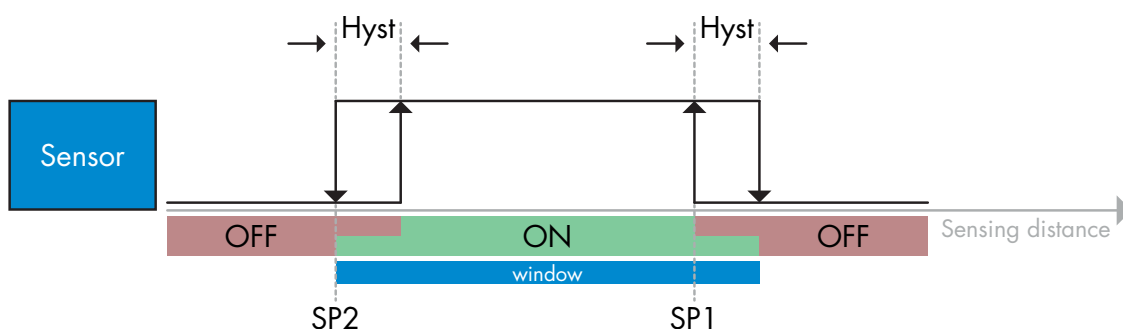 Hyst
Hyst
Sensor
OFF
ON
OFF
Sensing distance
window
SP2
SP1